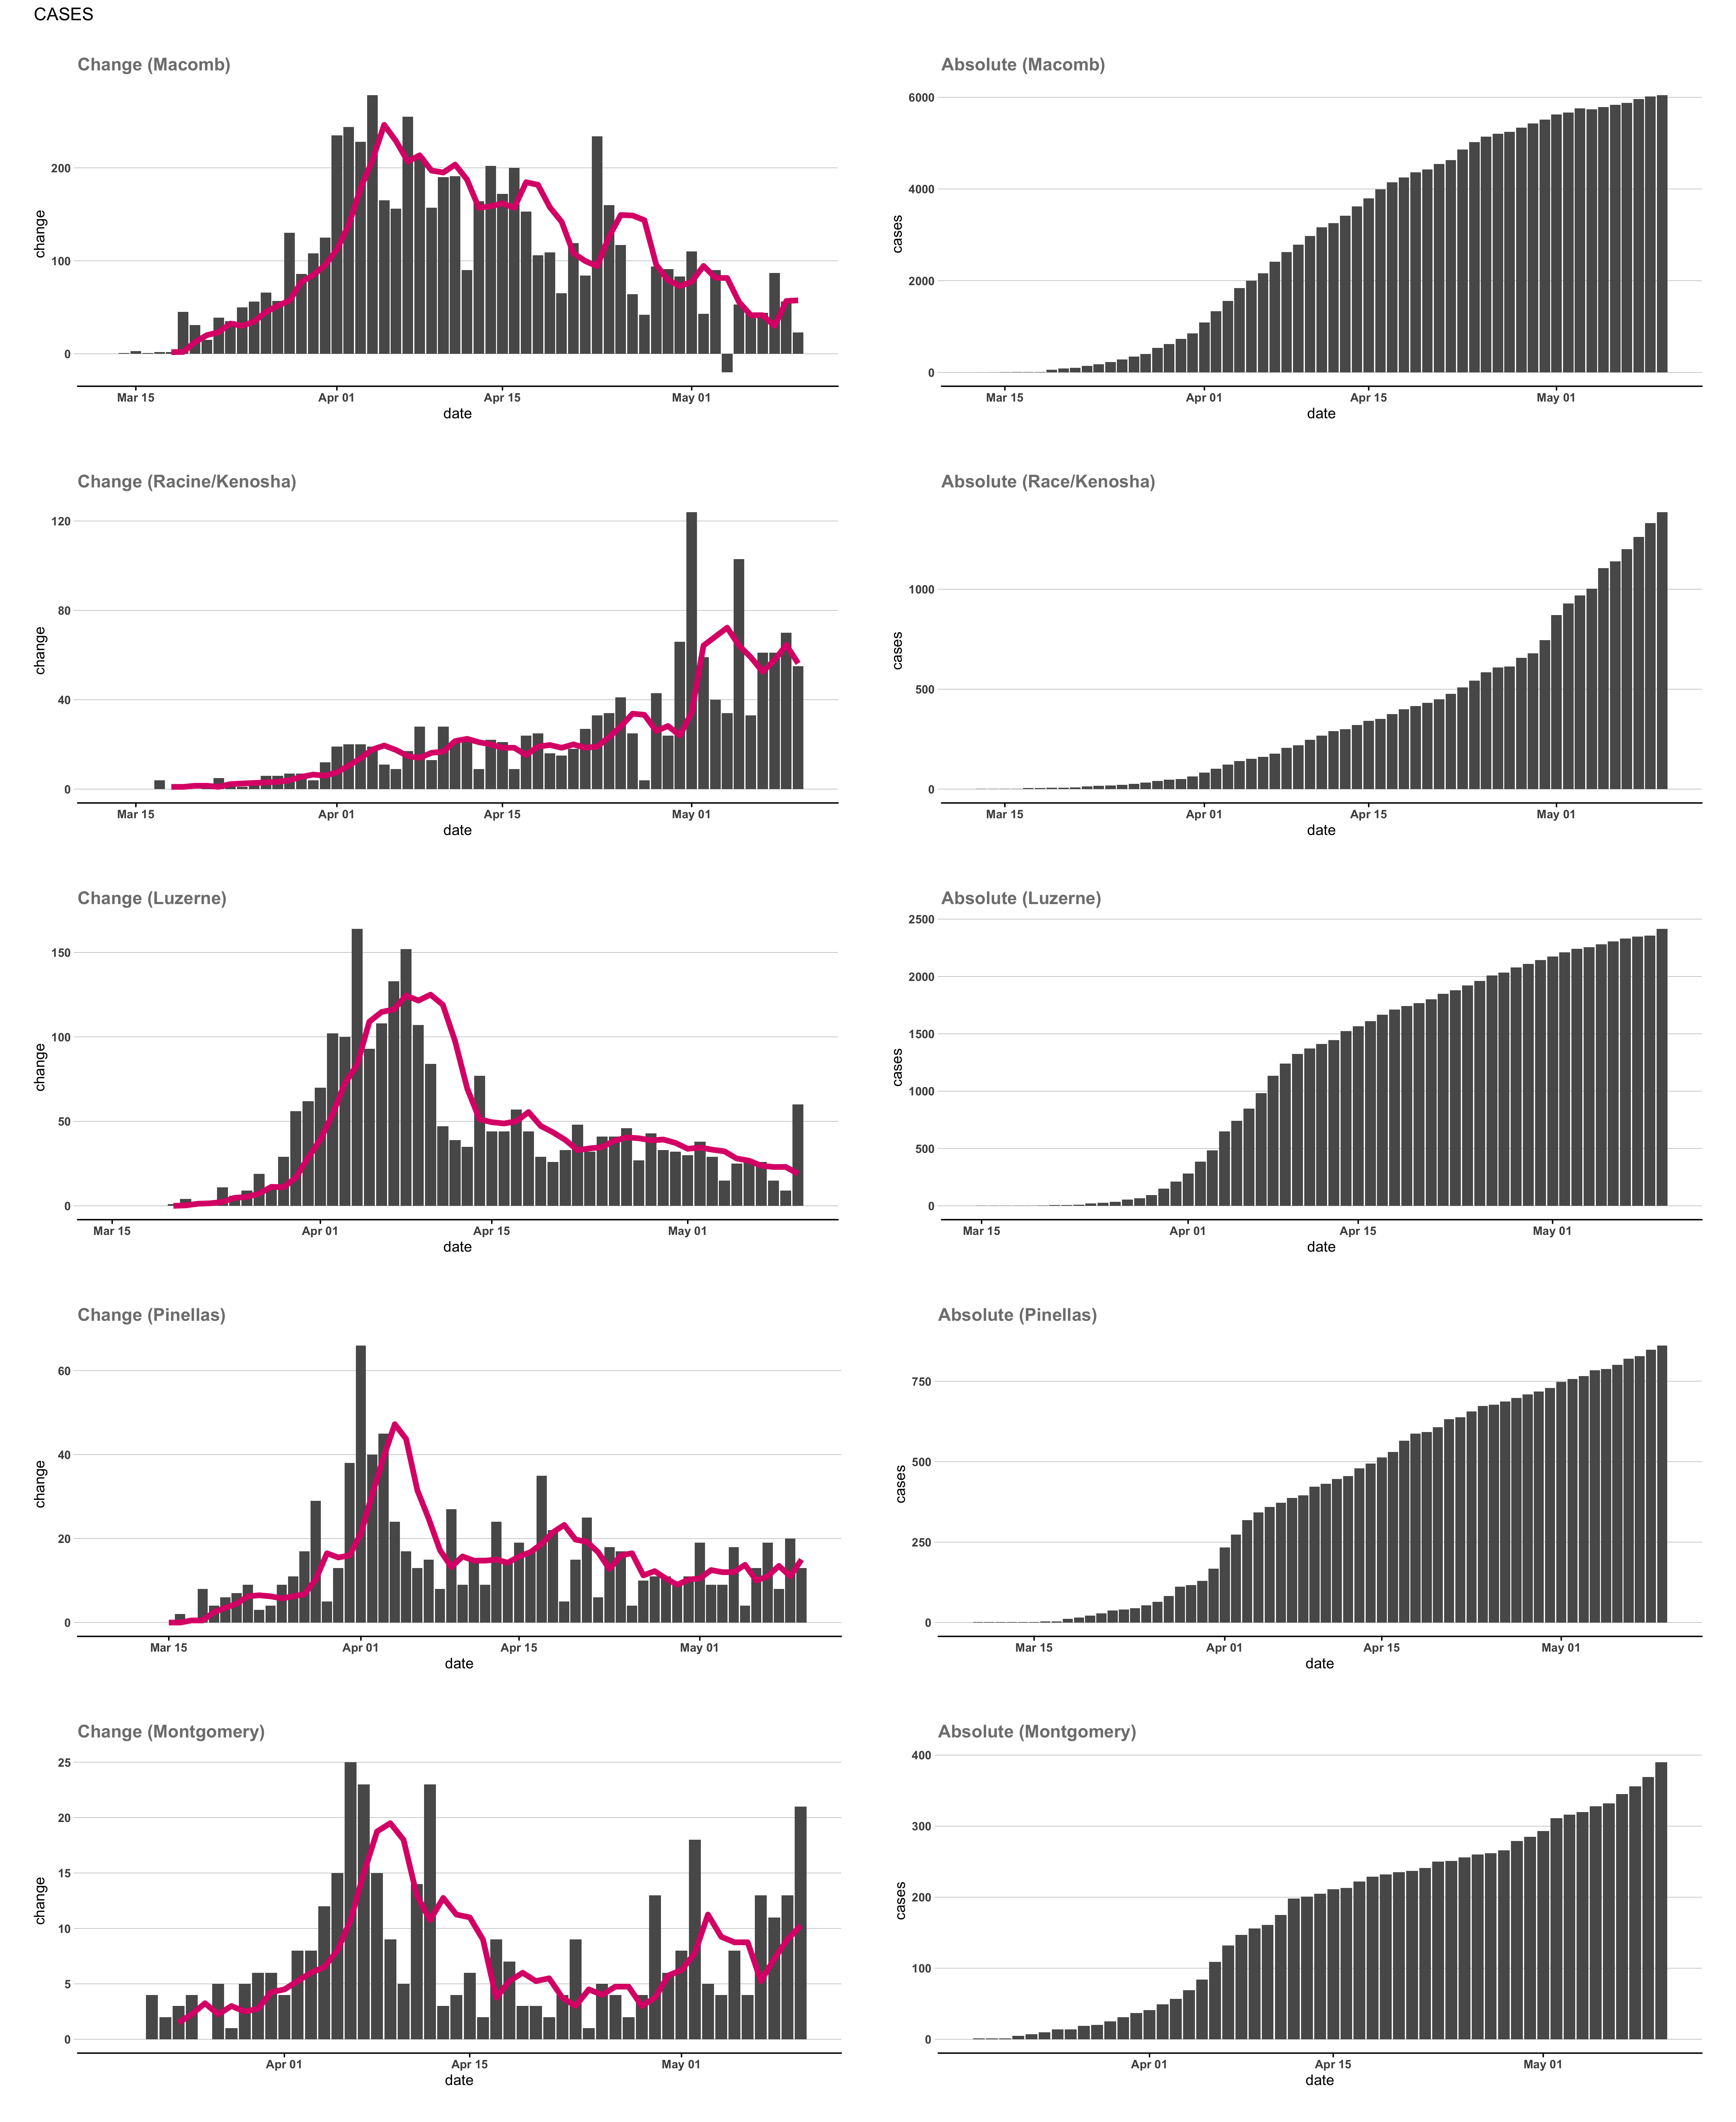 CASES
Change (Macomb)
200
100
0
change
Mar 15 Apr 01 Apr 15 May 01
date
Absolute (Macomb)
6000
4000
2000
0
cases
Mar 15 Apr 01 Apr 15 May 01
date
Change (Racine/Kenosha)
120
80
40
0
change
Mar 15 Apr 01 Apr 15 May 01
date
Absolute (Race/Kenosha)
1000
500
0
cases
Mar 15 Apr 01 Apr 15 May 01
date
Change (Luzerne)
150
100
50
0
change
Mar 15 Apr 01 Apr 15 May 01
date
Absolute (Luzerne)
2500
2000
1500
1000
500
0
cases
Mar 15 Apr 01 Apr 15 May 01
date
Change (Pinellas)
60
40
20
0
change
Mar 15 Apr 01 Apr 15 May 01
date
Absolute (Pinellas)
750
500
250
0
cases
Mar 15 Apr 01 Apr 15 May 01
date
Change (Montgomery)
25
20
15
10
5
0
change
Apr 01 Apr 15 May 01
date
Absolute (Montgomery)
400
300
200
100
0
cases
Apr 01 Apr 15 May 01
date